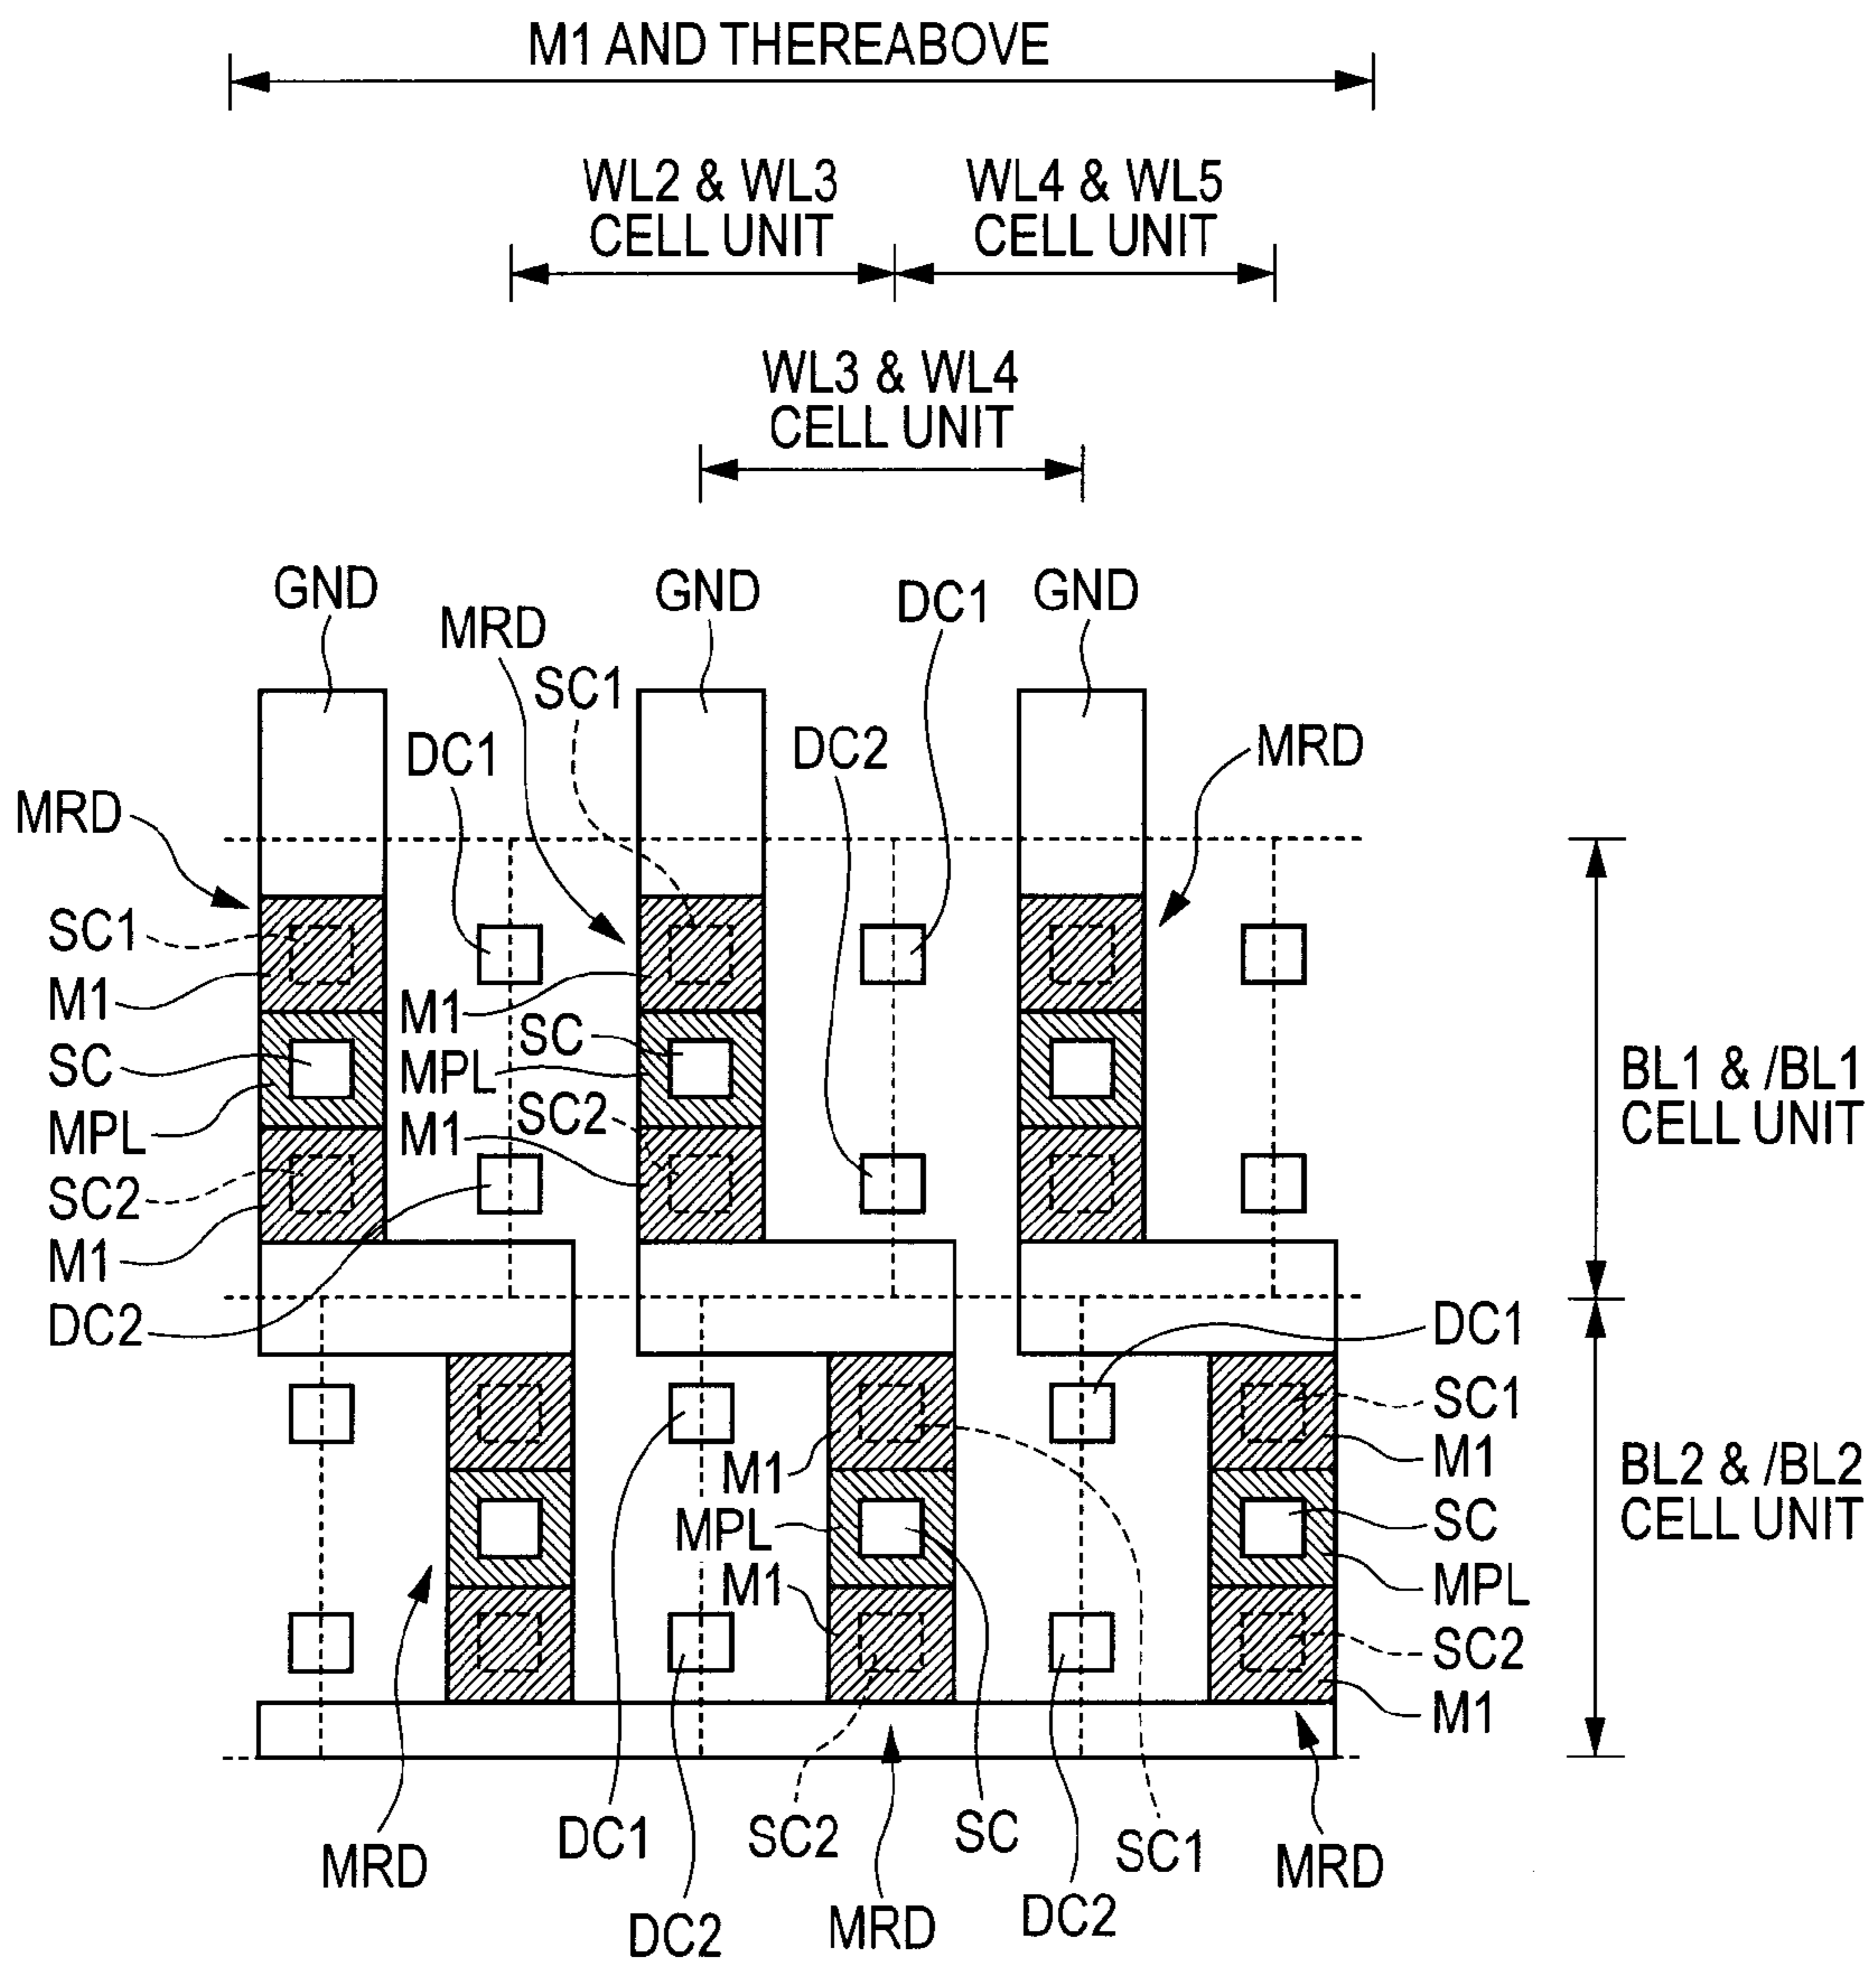 M1 AND THEREABOVE
WL2 & WL3
CELL UNIT
WL4 & WL5
CELL UNIT
WL3 & WL4
CELL UNIT
GND
MRD
SC1
GND
DC1
GND
DC1
DC2
MRD
MRD
SC1
M1
SC
MPL
SC2
M1
DC2
M1
SC
MPL
SC2
M1
BL1 & /BL1
CELL UNIT
DC1
SC1
M1
SC
MPL
SC2
M1
BL2 & /BL2
CELL UNIT
M1
MPL
M1
MRD
DC1
DC2
SC2
MRD
SC
DC2
SC1
MRD